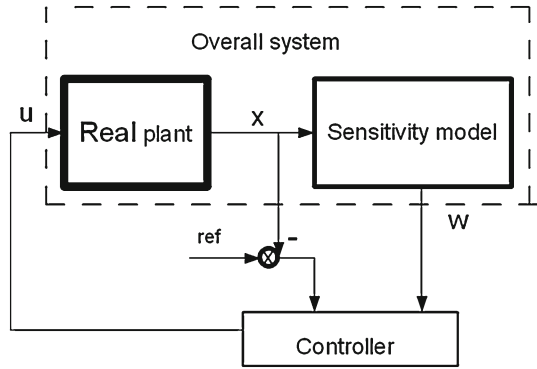 Overall system
u
Real plant
x
Sensitivity model
w
ref
-
Controller